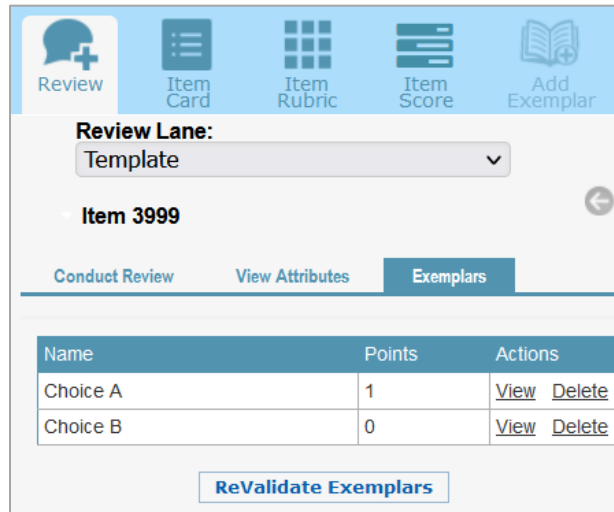 Review
Item
Card
Item
Rubric
Item
Score
Add
Exemplar
Review Lane:
Template
Item 3999
Conduct Review View Attributes Exemplars
Name Points Actions
Choice A 1 View Delete
Choice B 0 View Delete
ReValidate Exemplars